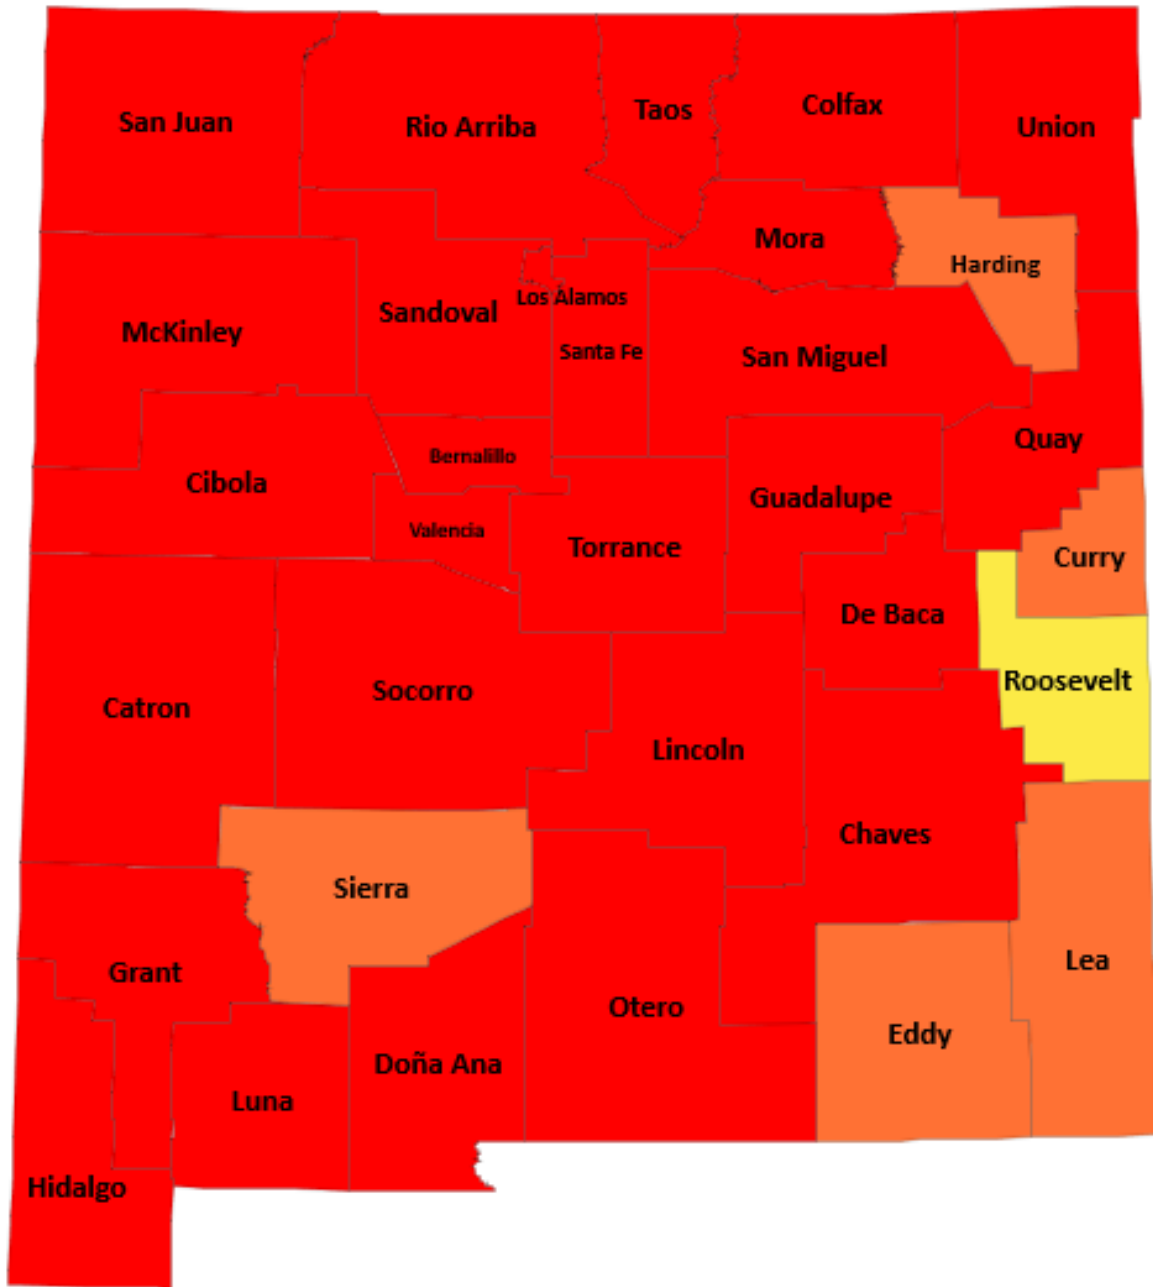 San Juan
Rio Arriba
Taos
Colfax
Union
Mora
Harding
McKinley
Sandoval
Los Alamos
Santa Fe
San Miguel
Quay
Cibola
Bernalillo
Guadalupe
Valencia
Torrance
Curry
De Baca
Roosevelt
Catron
Socorro
Lincoln
Chaves
Sierra
Lea
Grant
Otero
Eddy
Doña Ana
Luna
Hidalgo